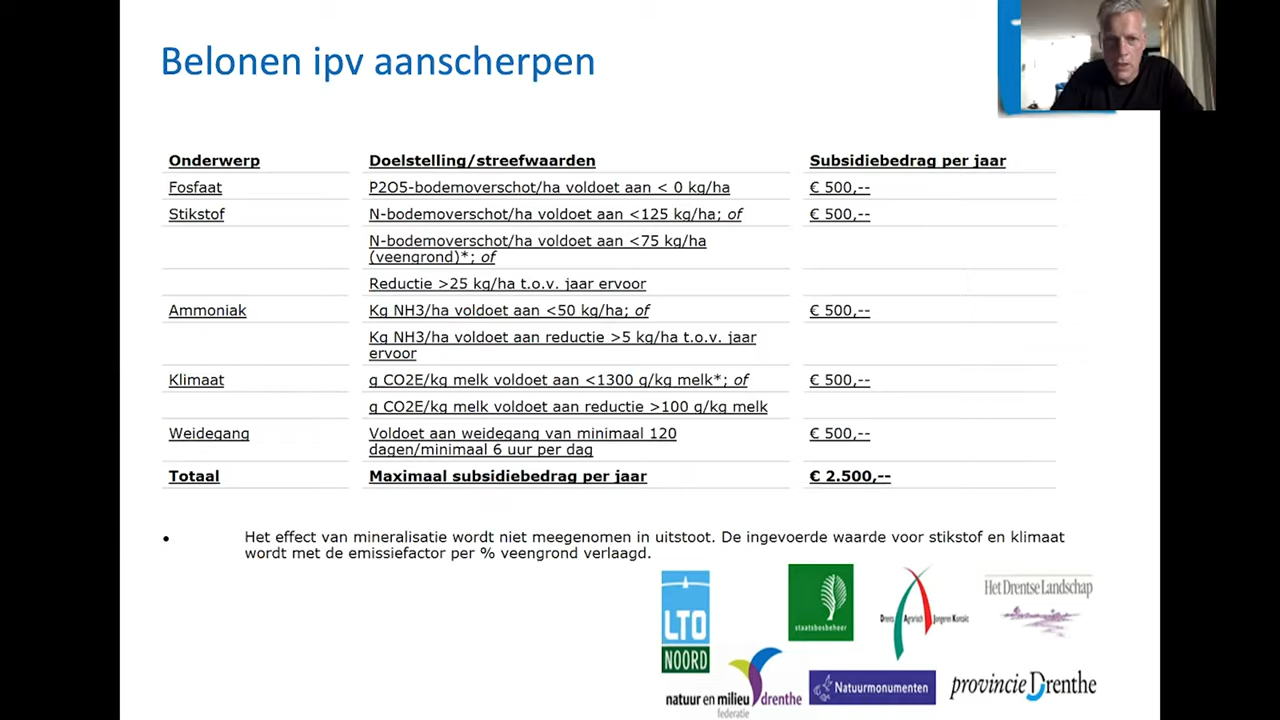 Belonen ipv aanscherpen
Onderwerp Doelstelling/streefwaarden Subsidiebedrag per jaar
Fosfaat P2O5-bodemoverschot/ha voldoet aan < 0 kg/ha € 500,--
Stikstof N-bodemoverschot/ha voldoet aan <125 kg/ha; of € 500,--
N-bodemoverschot/ha voldoet aan <75 kg/ha
(veengrond)*; of
Reductie >25 kg/ha t.o.v. jaar ervoor
Ammoniak Kg NH3/ha voldoet aan <50 kg/ha; of € 500,--
Kg NH3/ha voldoet aan reductie >5 kg/ha t.o.v. jaar
ervoor
Klimaat g CO2E/kg melk voldoet aan <1300 g/kg melk*; of € 500,--
g CO2E/kg melk voldoet aan reductie >100 g/kg melk
Weidegang Voldoet aan weidegang van minimaal 120 € 500,--
dagen/minimaal 6 uur per dag
Totaal Maximaal subsidiebedrag per jaar € 2.500,--
• Het effect van mineralisatie wordt niet meegenomen in uitstoot. De ingevoerde waarde voor stikstof en klimaat
wordt met de emissiefactor per % veengrond verlaagd.
LTO
NOORD
staatsbosbeheer
Drents Agrarisch Jongeren Kontakt
Het Drentse Landschap
natuur en milieu drenthe
federatie
Natuurmonumenten
provincie Drenthe